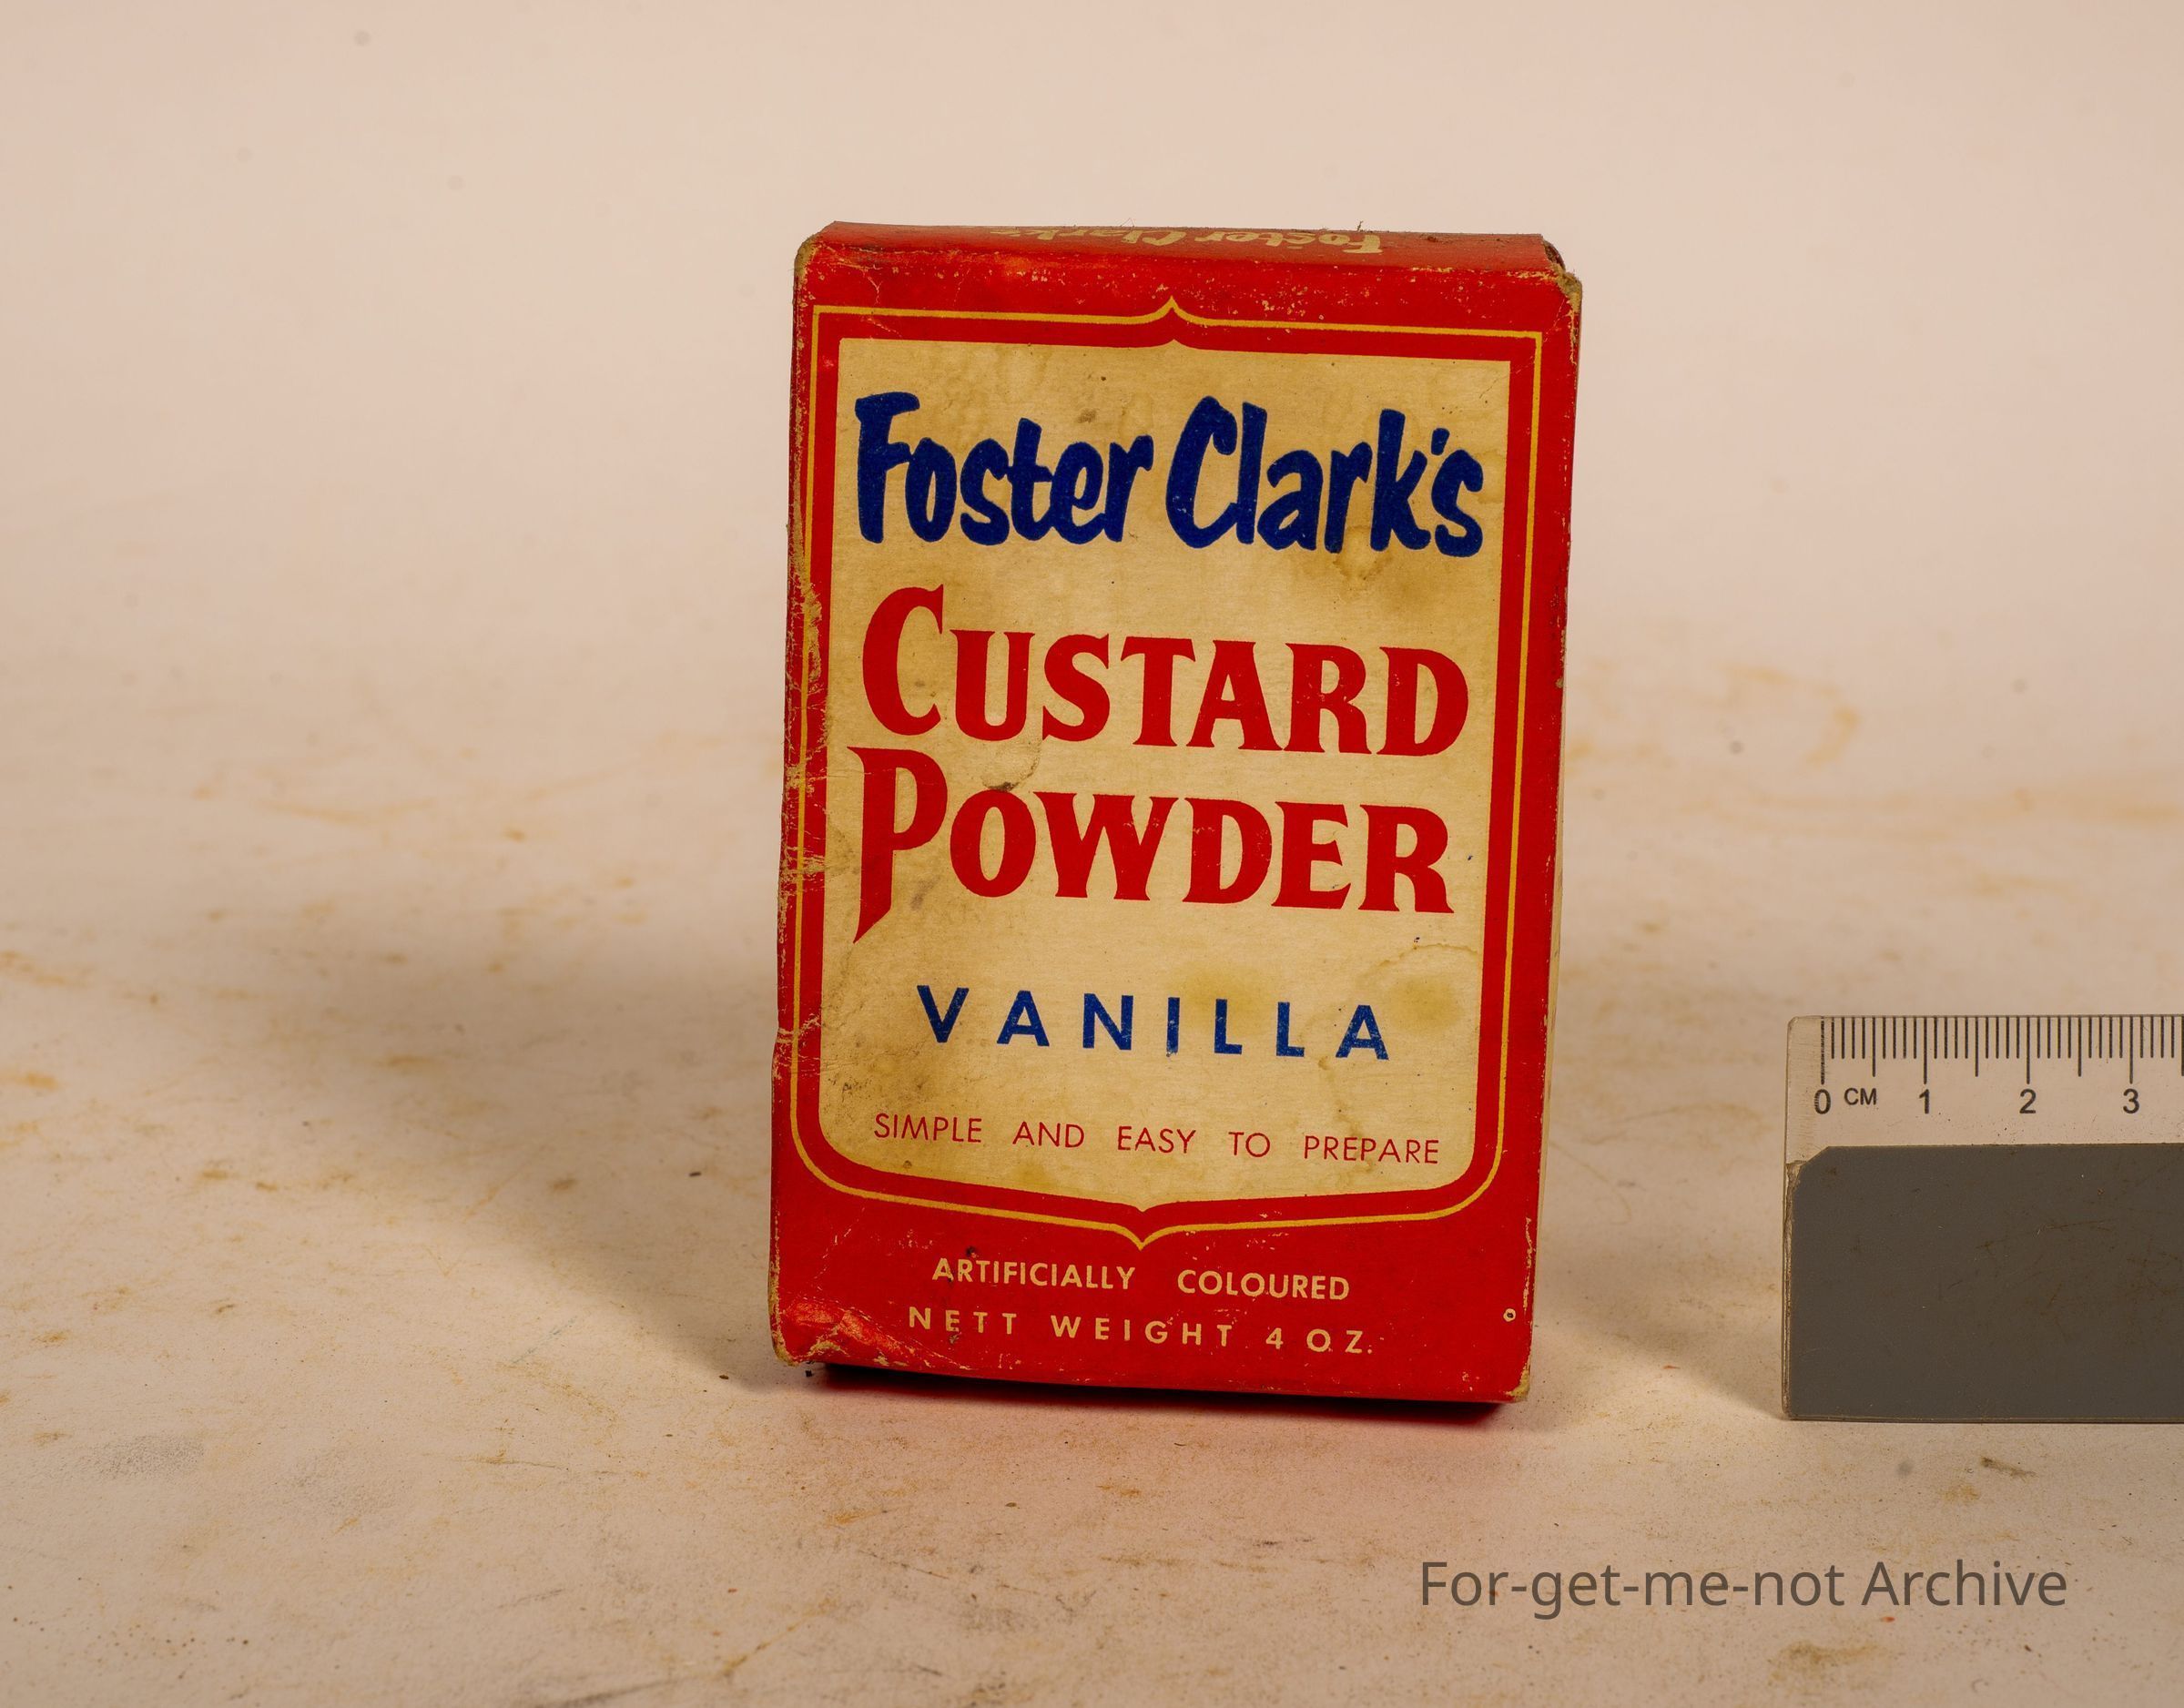 Foster Clark's
Foster Clark's
CUSTARD
POWDER
VANILLA
SIMPLE AND EASY TO PREPARE
ARTIFICIALLY COLOURED
NETT WEIGHT 4 OZ.
0 CM 1 2 3
For-get-me-not Archive